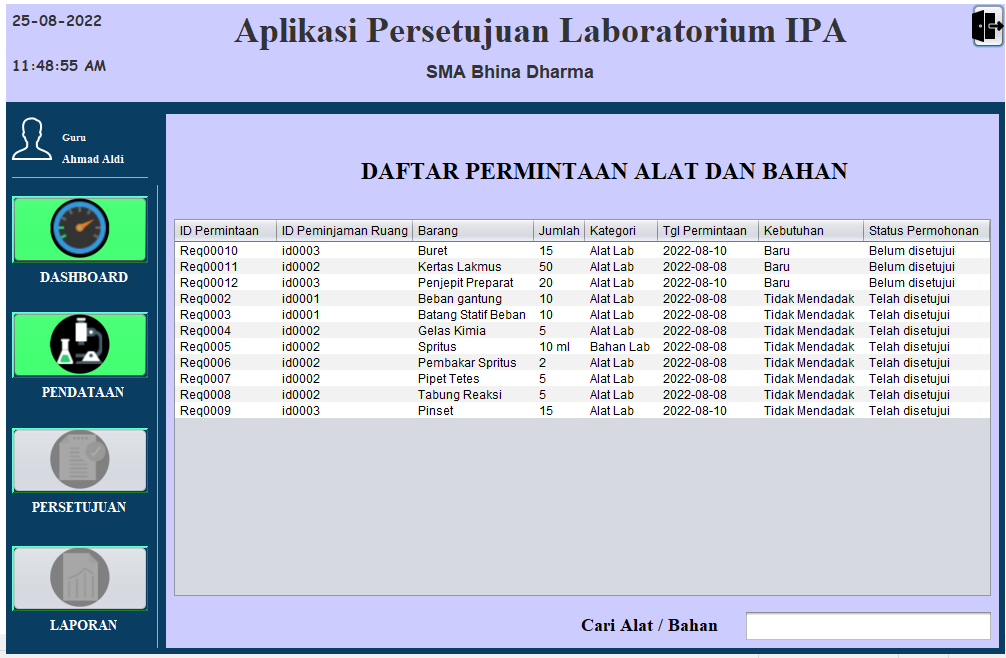 25-08-2022
Aplikasi Persetujuan Laboratorium IPA
11:48:55 AM
SMA Bhina Dharma
Guru
Ahmad Aldi
DASHBOARD
PENDATAAN
PERSETUJUAN
LAPORAN
DAFTAR PERMINTAAN ALAT DAN BAHAN
ID Permintaan ID Peminjaman Ruang Barang Jumlah Kategori Tgl Permintaan Kebutuhan Status Permohonan
Req00010 id0003 Buret 15 Alat Lab 2022-08-10 Baru Belum disetujui
Req00011 id0002 Kertas Lakmus 50 Alat Lab 2022-08-08 Baru Belum disetujui
Req00012 id0003 Penjepit Preparat 20 Alat Lab 2022-08-10 Baru Belum disetujui
Req0002 id0001 Beban gantung 10 Alat Lab 2022-08-08 Tidak Mendadak Telah disetujui
Req0003 id0001 Batang Statif Beban 10 Alat Lab 2022-08-08 Tidak Mendadak Telah disetujui
Req0004 id0002 Gelas Kimia 5 Alat Lab 2022-08-08 Tidak Mendadak Telah disetujui
Req0005 id0002 Spritus 10 ml Bahan Lab 2022-08-08 Tidak Mendadak Telah disetujui
Req0006 id0002 Pembakar Spritus 2 Alat Lab 2022-08-08 Tidak Mendadak Telah disetujui
Req0007 id0002 Pipet Tetes 5 Alat Lab 2022-08-08 Tidak Mendadak Telah disetujui
Req0008 id0002 Tabung Reaksi 5 Alat Lab 2022-08-08 Tidak Mendadak Telah disetujui
Req0009 id0003 Pinset 15 Alat Lab 2022-08-10 Tidak Mendadak Telah disetujui
Cari Alat / Bahan